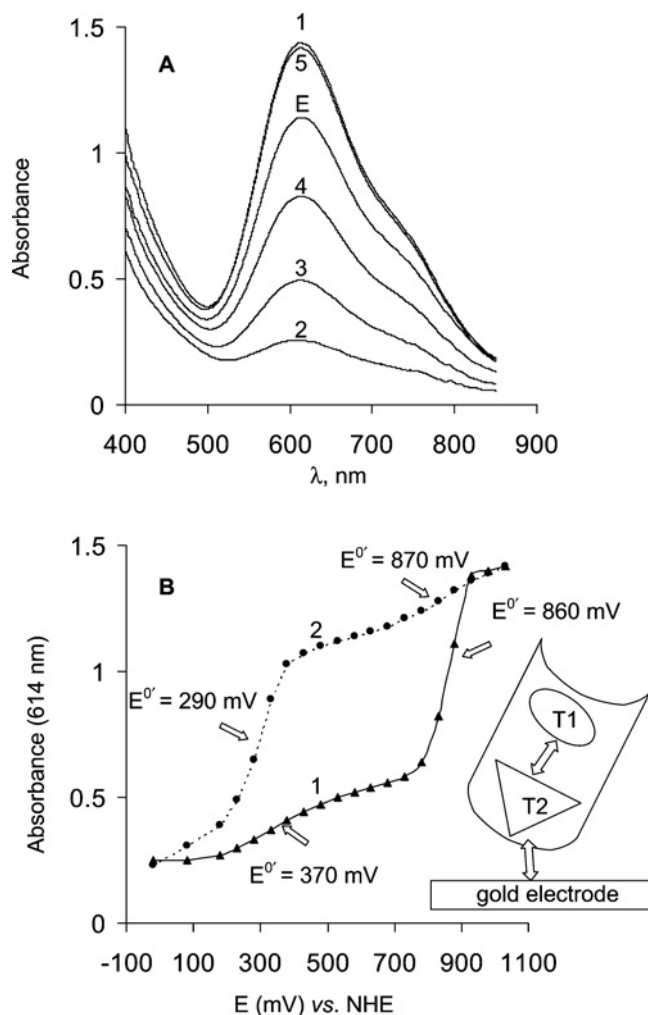 1.5
A
1
5
E
1
4
3
2
0.5
0
400 500 600 700 800 900
λ, nm
Absorbance
1.5
B
E0′ = 870 mV
2
E0′ = 860 mV
1
E0′ = 290 mV
T1
T2
1
0.5
E0′ = 370 mV
gold electrode
0
-100 100 300 500 700 900 1100
E (mV) vs. NHE
Absorbance (614 nm)